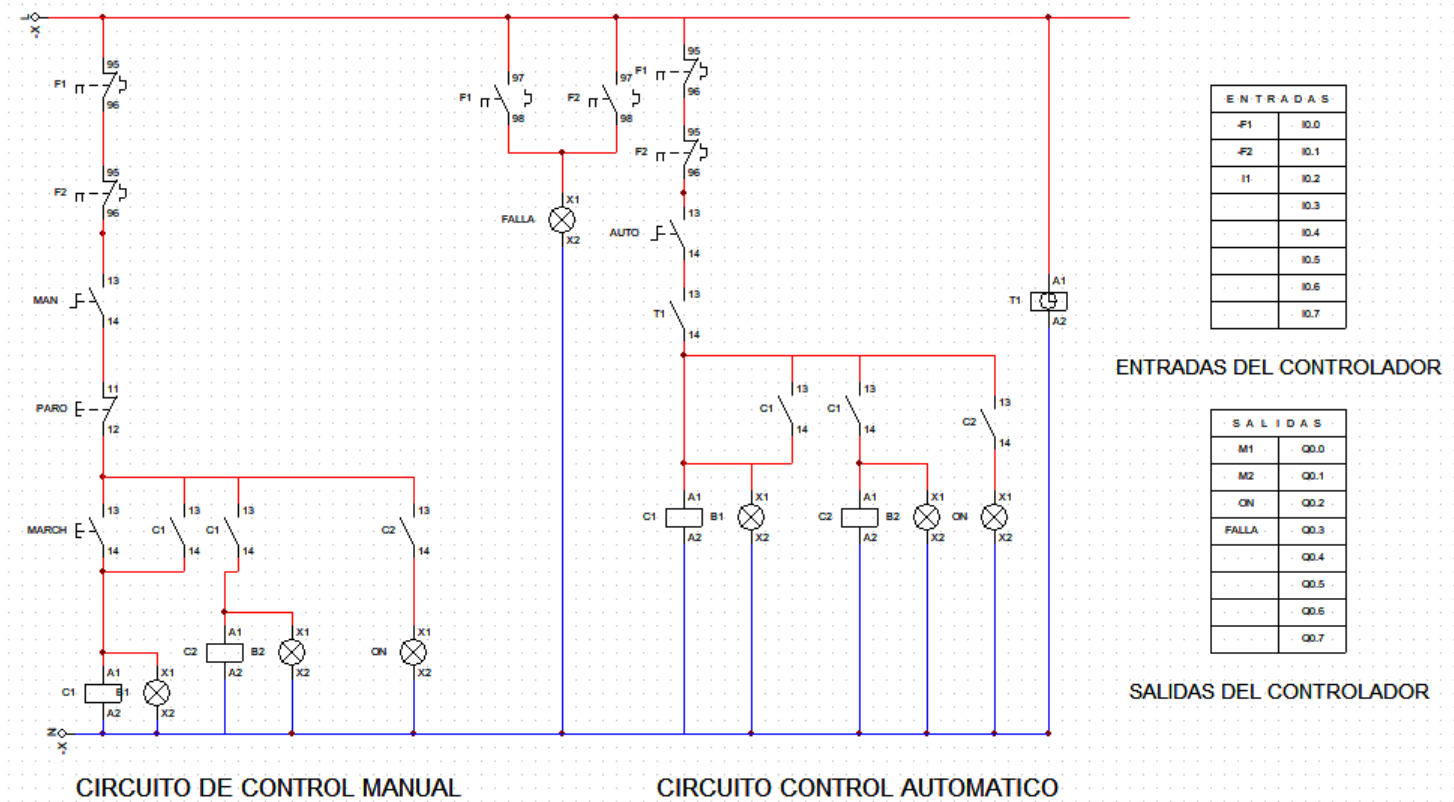 L
-X
95
F1
96
95
F2
96
13
MAN
14
11
PARO
12
13
MARCH
14
13
C1
14
13
C1
14
13
C2
14
A1
C1
A2
X1
B1
X2
A1
C2
A2
X1
B2
X2
X1
ON
X2
N
-X
97
F1
98
97
F2
98
X1
FALLA
X2
95
F1
96
95
F2
96
13
AUTO
14
13
T1
14
13
C1
14
13
C1
14
13
C2
14
A1
C1
A2
X1
B1
X2
A1
C2
A2
X1
B2
X2
X1
ON
X2
A1
T1
A2
CIRCUITO DE CONTROL MANUAL
CIRCUITO CONTROL AUTOMATICO
ENTRADAS
-F1 I0.0
-F2 I0.1
I1 I0.2
I0.3
I0.4
I0.5
I0.6
I0.7
ENTRADAS DEL CONTROLADOR
SALIDAS
M1 Q0.0
M2 Q0.1
ON Q0.2
FALLA Q0.3
Q0.4
Q0.5
Q0.6
Q0.7
SALIDAS DEL CONTROLADOR